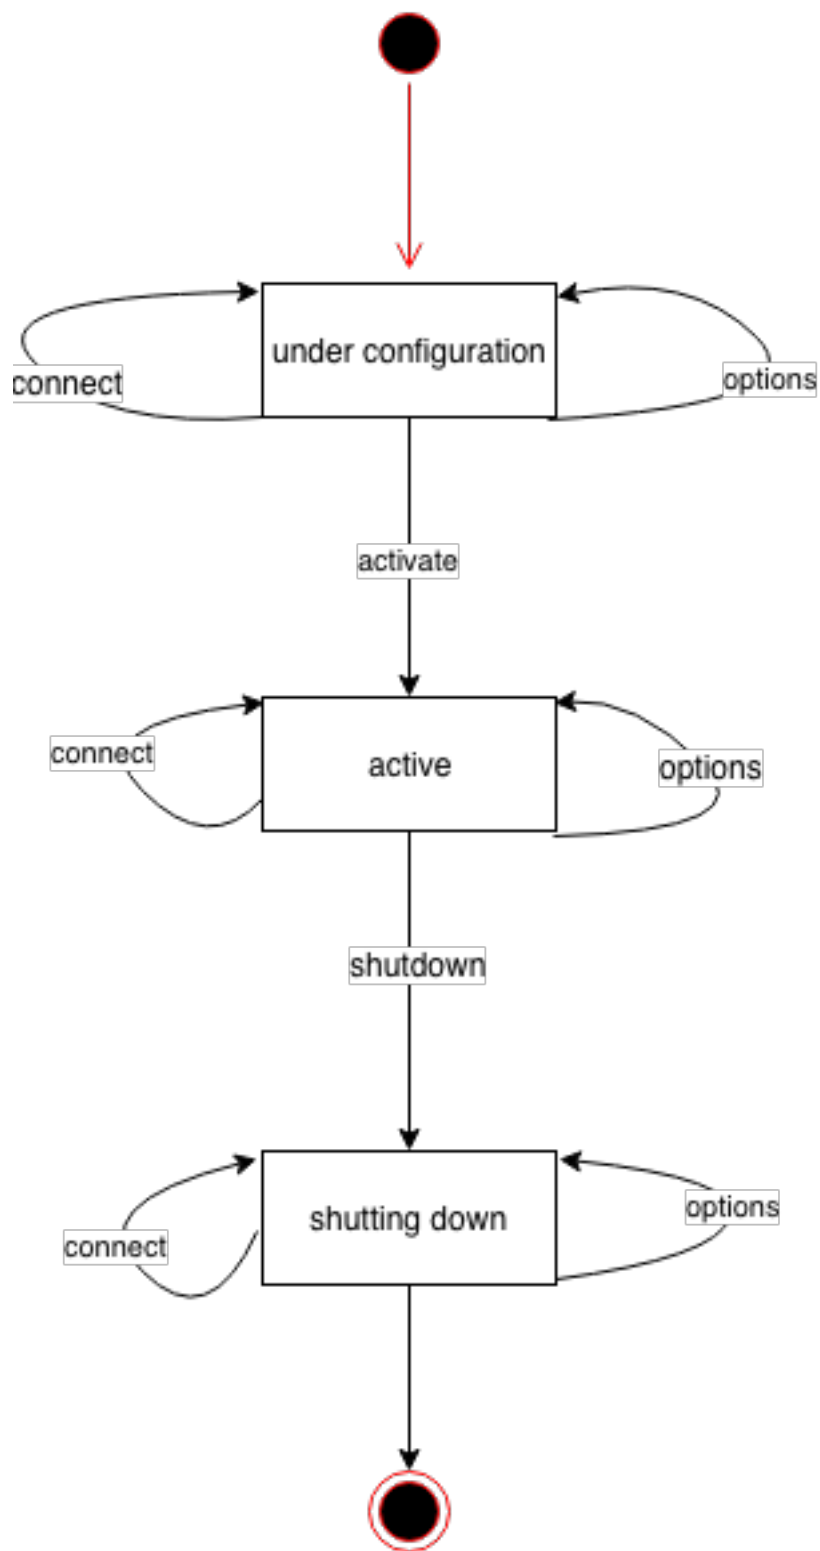 under configuration
connect
options
activate
active
connect
options
shutdown
shutting down
connect
options